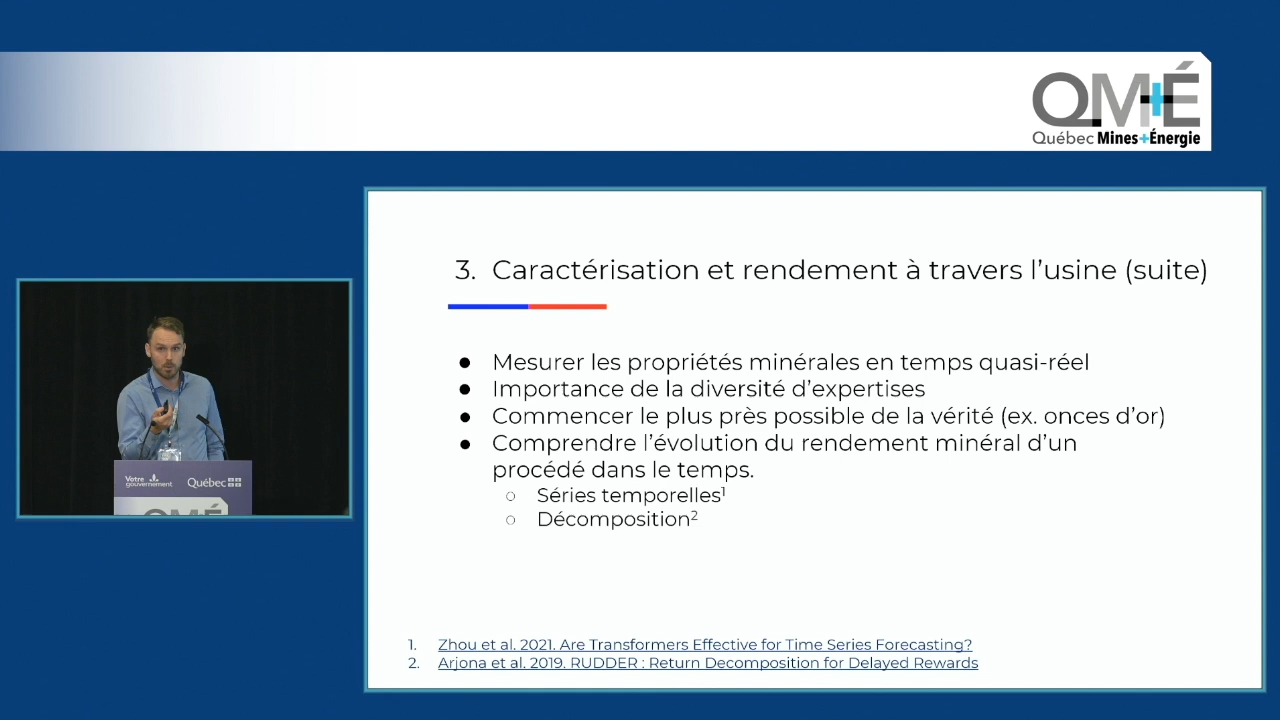 QM+É
Québec Mines+Énergie
3. Caractérisation et rendement à travers l'usine (suite)
● Mesurer les propriétés minérales en temps quasi-réel
● Importance de la diversité d'expertises
● Commencer le plus près possible de la vérité (ex. onces d'or)
● Comprendre l'évolution du rendement minéral d'un
procédé dans le temps.
○ Séries temporelles¹
○ Décomposition²
1. Zhou et al. 2021. Are Transformers Effective for Time Series Forecasting?
2. Arjona et al. 2019. RUDDER : Return Decomposition for Delayed Rewards
Votre
gouvernement
Québec
QMÉ